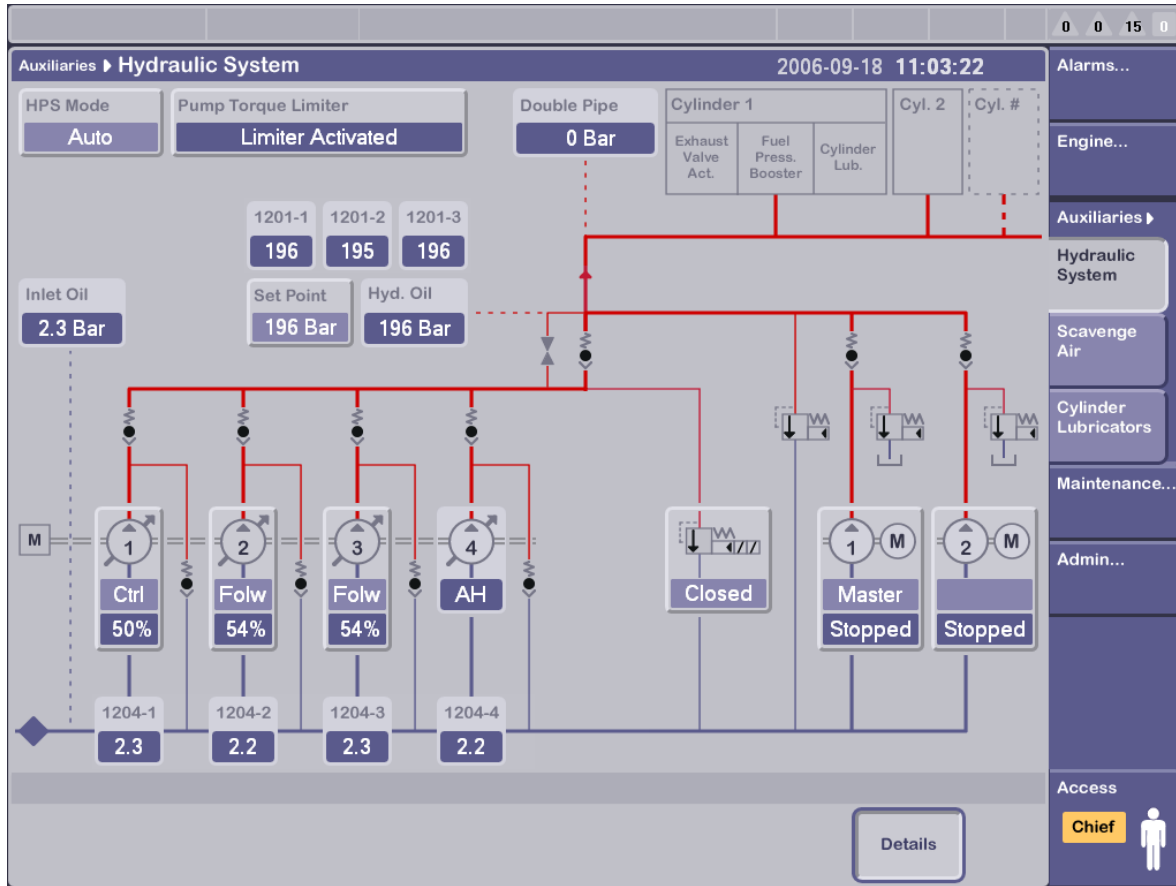 0 0 15 0
Auxiliaries Hydraulic System
2006-09-18 11:03:22
Alarms...
HPS Mode
Auto
Pump Torque Limiter
Limiter Activated
Double Pipe
0 Bar
Cylinder 1
Exhaust
Valve
Act.
Fuel
Press.
Booster
Cylinder
Lub.
Cyl. 2
Cyl. #
Engine...
1201-1
196
1201-2
195
1201-3
196
Auxiliaries
Hydraulic
System
Inlet Oil
2.3 Bar
Set Point
196 Bar
Hyd. Oil
196 Bar
Scavenge
Air
Cylinder
Lubricators
Maintenance...
M
1
Ctrl
50%
2
Folw
54%
3
Folw
54%
4
AH
Closed
1 M
Master
Stopped
2 M
Stopped
Admin...
1204-1
2.3
1204-2
2.2
1204-3
2.3
1204-4
2.2
Access
Chief
Details